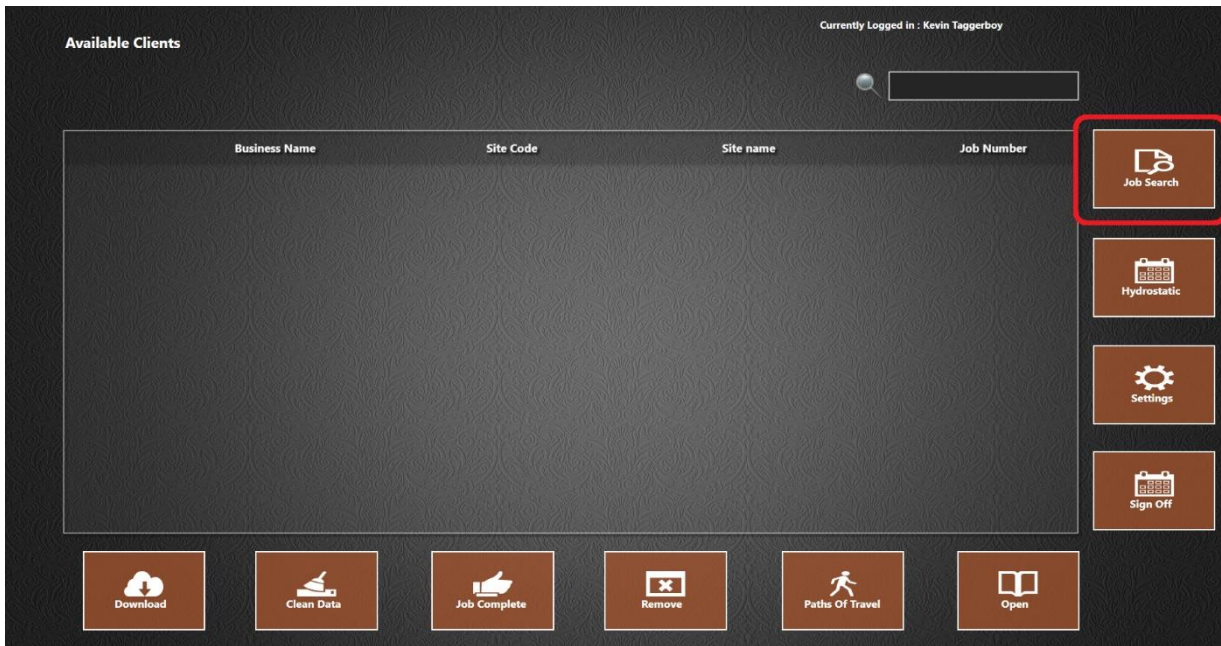 Currently Logged in : Kevin Taggerboy
Available Clients
Business Name Site Code Site name Job Number
Job Search
Hydrostatic
Settings
Sign Off
Download Clean Data Job Complete Remove Paths Of Travel Open